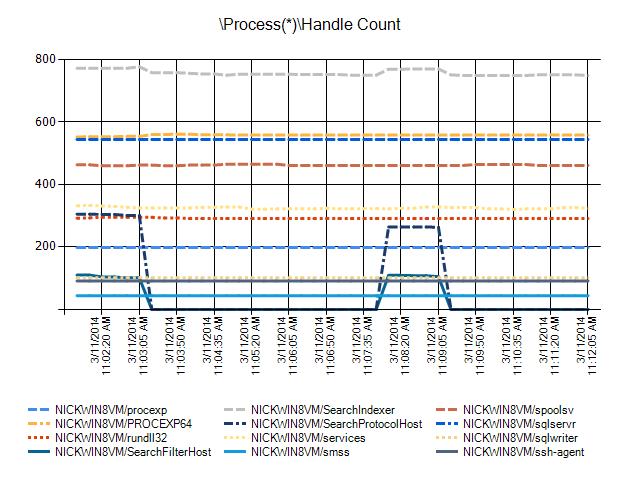 \Process(*)\Handle Count
800
600
400
200
3/11/2014 11:02:20 AM
3/11/2014 11:03:05 AM
3/11/2014 11:03:50 AM
3/11/2014 11:04:35 AM
3/11/2014 11:05:20 AM
3/11/2014 11:06:05 AM
3/11/2014 11:06:50 AM
3/11/2014 11:07:35 AM
3/11/2014 11:08:20 AM
3/11/2014 11:09:05 AM
3/11/2014 11:09:50 AM
3/11/2014 11:10:35 AM
3/11/2014 11:11:20 AM
3/11/2014 11:12:05 AM
NICKWIN8VM/procexp NICKWIN8VM/SearchIndexer NICKWIN8VM/spoolsv
NICKWIN8VM/PROCEXP64 NICKWIN8VM/SearchProtocolHost NICKWIN8VM/sqlservr
NICKWIN8VM/rundll32 NICKWIN8VM/services NICKWIN8VM/sqlwriter
NICKWIN8VM/SearchFilterHost NICKWIN8VM/smss NICKWIN8VM/ssh-agent